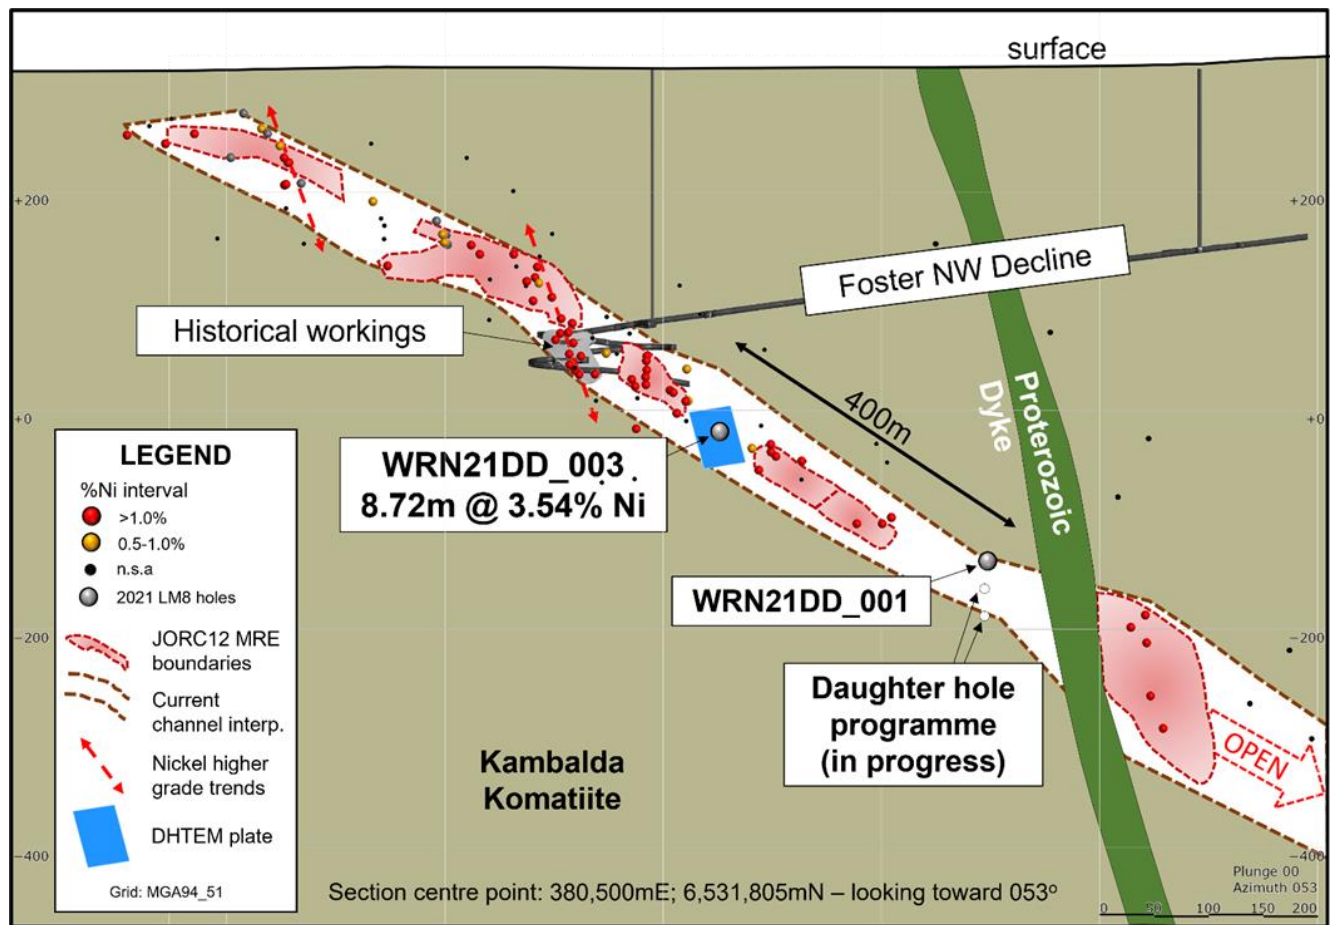 surface
+200
+200
Foster NW Decline
Historical workings
+0
+0
400m
Proterozoic
Dyke
WRN21DD_003
8.72m @ 3.54% Ni
WRN21DD_001
Daughter hole
programme
(in progress)
−200
OPEN
Kambalda
Komatiite
−400
−400
LEGEND
%Ni interval
>1.0%
0.5-1.0%
n.s.a
2021 LM8 holes
JORC12 MRE
boundaries
Current
channel interp.
Nickel higher
grade trends
DHTEM plate
Grid: MGA94_51
Section centre point: 380,500mE; 6,531,805mN – looking toward 053º
Plunge 00
Azimuth 053
0 50 100 150 200